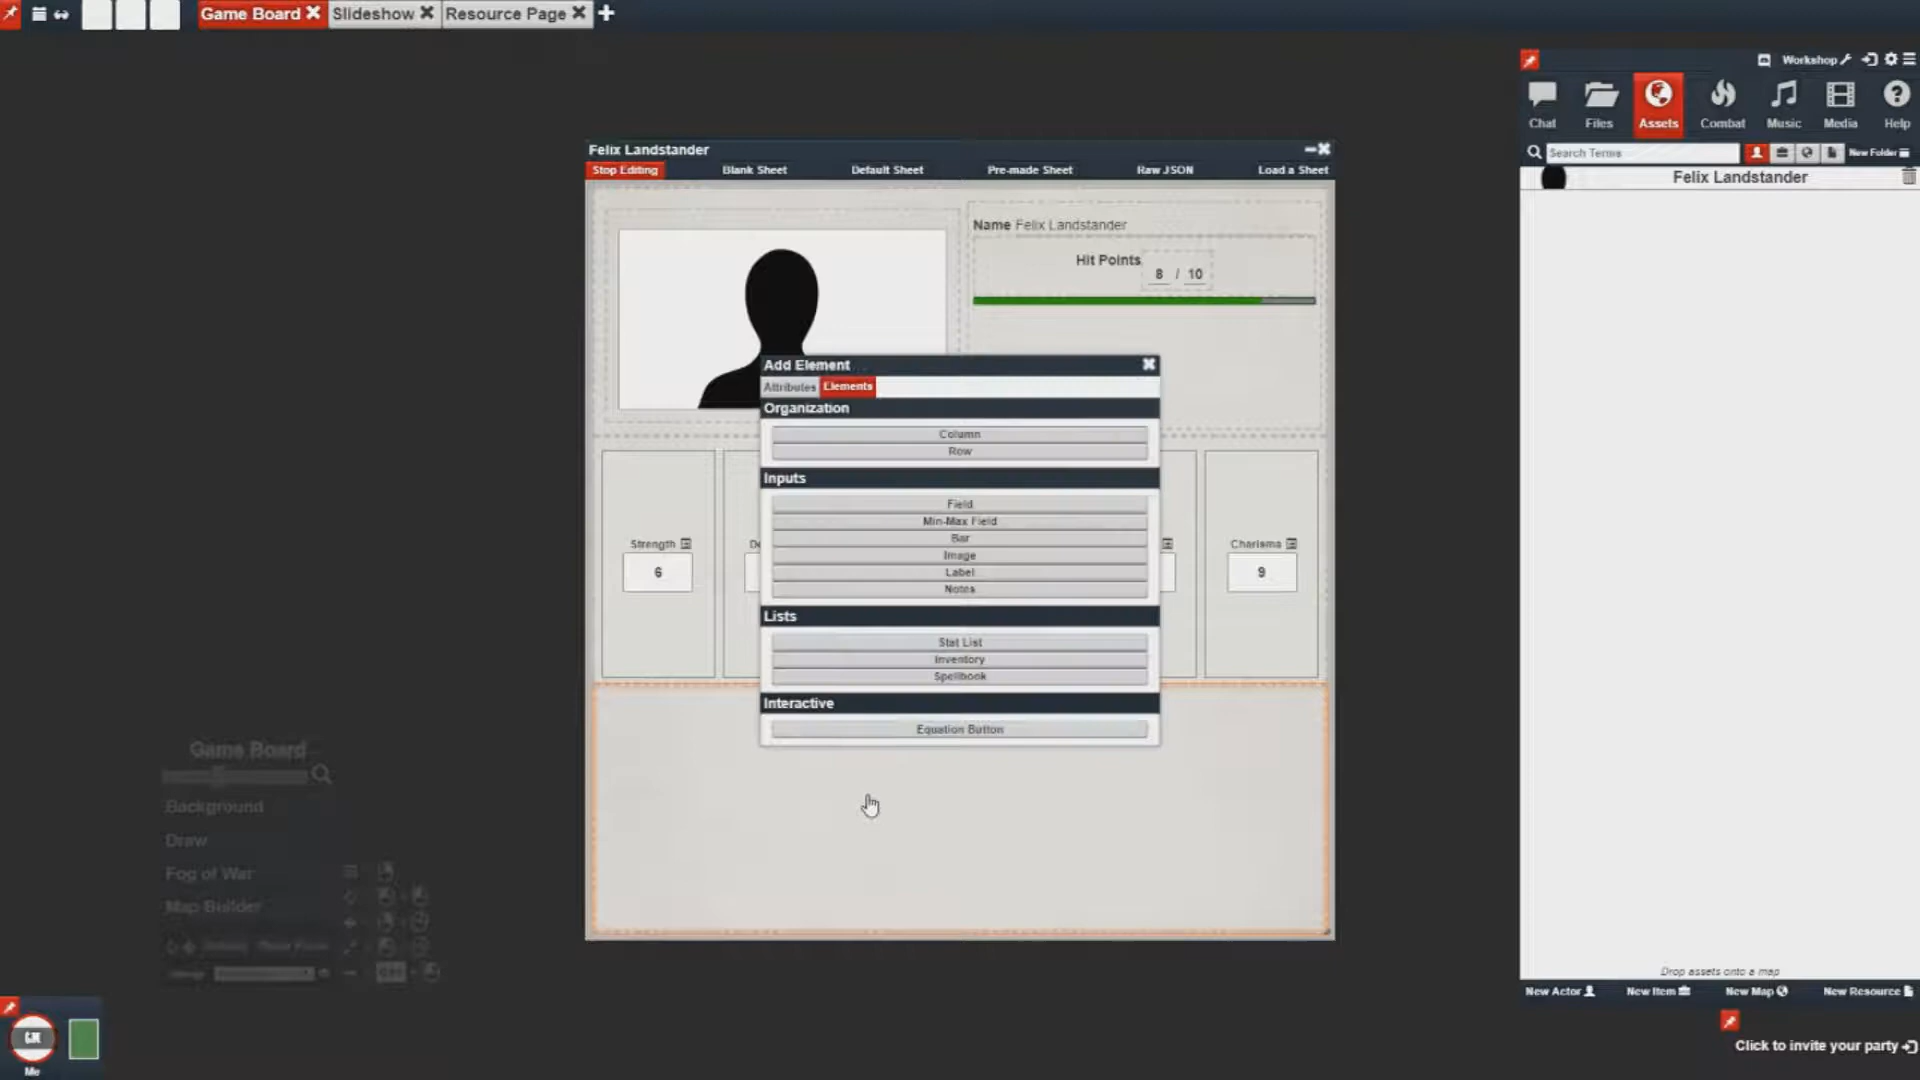 Game Board Slideshow Resource Page
Workshop
Chat Files Assets Combat Music Media Help
Search Terms New Folder
Felix Landstander
Felix Landstander
Stop Editing Blank Sheet Default Sheet Pre-made Sheet Raw JSON Load a Sheet
Name Felix Landstander
Hit Points
8 / 10
Add Element
Attributes Elements
Organization
Column
Row
Inputs
Field
Min-Max Field
Bar
Image
Label
Notes
Lists
Stat List
Inventory
Spellbook
Interactive
Equation Button
Strength
6
Charisma
9
Game Board
Background
Draw
Fog of War
Map Builder
Drop assets onto a map
New Actor New Item New Map New Resource
GM
Me
Click to invite your party